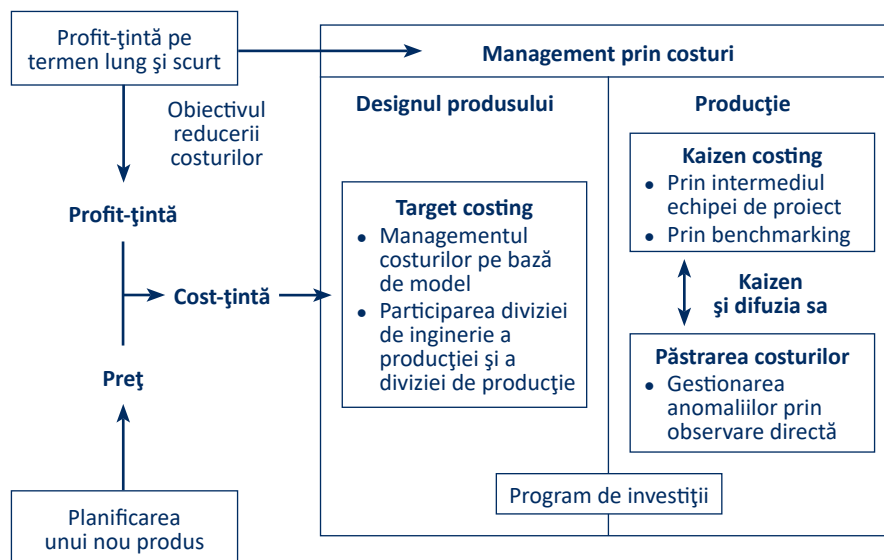 Profit-ţintă pe
termen lung şi scurt
Obiectivul
reducerii
costurilor
Profit-ţintă
Cost-ţintă
Preţ
Planificarea
unui nou produs
Management prin costuri
Designul produsului
Target costing
• Managementul
costurilor pe bază
de model
• Participarea diviziei
de inginerie a
producţiei şi a
diviziei de producţie
Producţie
Kaizen costing
• Prin intermediul
echipei de proiect
• Prin benchmarking
Kaizen
şi difuzia sa
Păstrarea costurilor
• Gestionarea
anomaliilor prin
observare directă
Program de investiţii